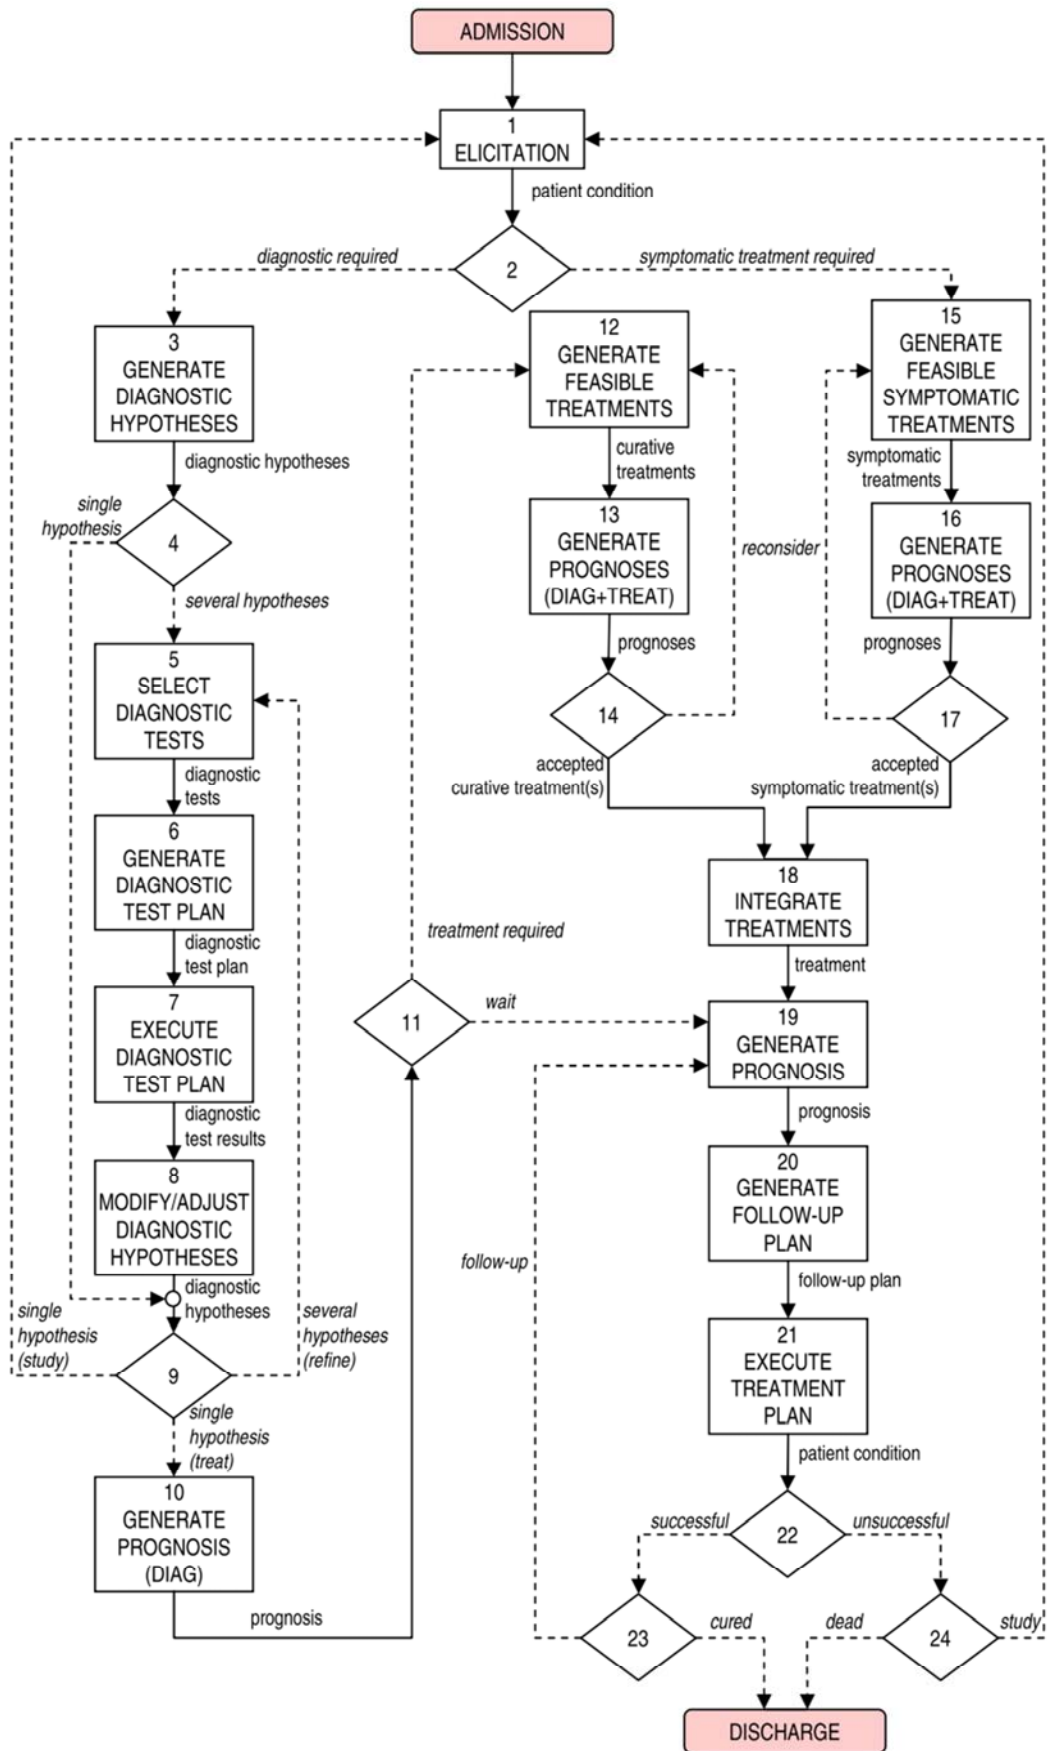 ADMISSION
1
ELICITATION
patient condition
diagnostic required
2
symptomatic treatment required
3
GENERATE
DIAGNOSTIC
HYPOTHESES
diagnostic hypotheses
single
hypothesis
4
several hypotheses
5
SELECT
DIAGNOSTIC
TESTS
diagnostic
tests
6
GENERATE
DIAGNOSTIC
TEST PLAN
diagnostic
test plan
7
EXECUTE
DIAGNOSTIC
TEST PLAN
diagnostic
test results
8
MODIFY/ADJUST
DIAGNOSTIC
HYPOTHESES
diagnostic
hypotheses
single
hypothesis
(study)
several
hypotheses
(refine)
9
single
hypothesis
(treat)
10
GENERATE
PROGNOSIS
(DIAG)
prognosis
11
treatment required
wait
12
GENERATE
FEASIBLE
TREATMENTS
curative
treatments
13
GENERATE
PROGNOSES
(DIAG+TREAT)
prognoses
14
reconsider
accepted
curative treatment(s)
15
GENERATE
FEASIBLE
SYMPTOMATIC
TREATMENTS
symptomatic
treatments
16
GENERATE
PROGNOSES
(DIAG+TREAT)
prognoses
17
accepted
symptomatic treatment(s)
18
INTEGRATE
TREATMENTS
treatment
19
GENERATE
PROGNOSIS
prognosis
20
GENERATE
FOLLOW-UP
PLAN
follow-up plan
follow-up
21
EXECUTE
TREATMENT
PLAN
patient condition
successful
22
unsuccessful
23
cured
dead
24
study
DISCHARGE